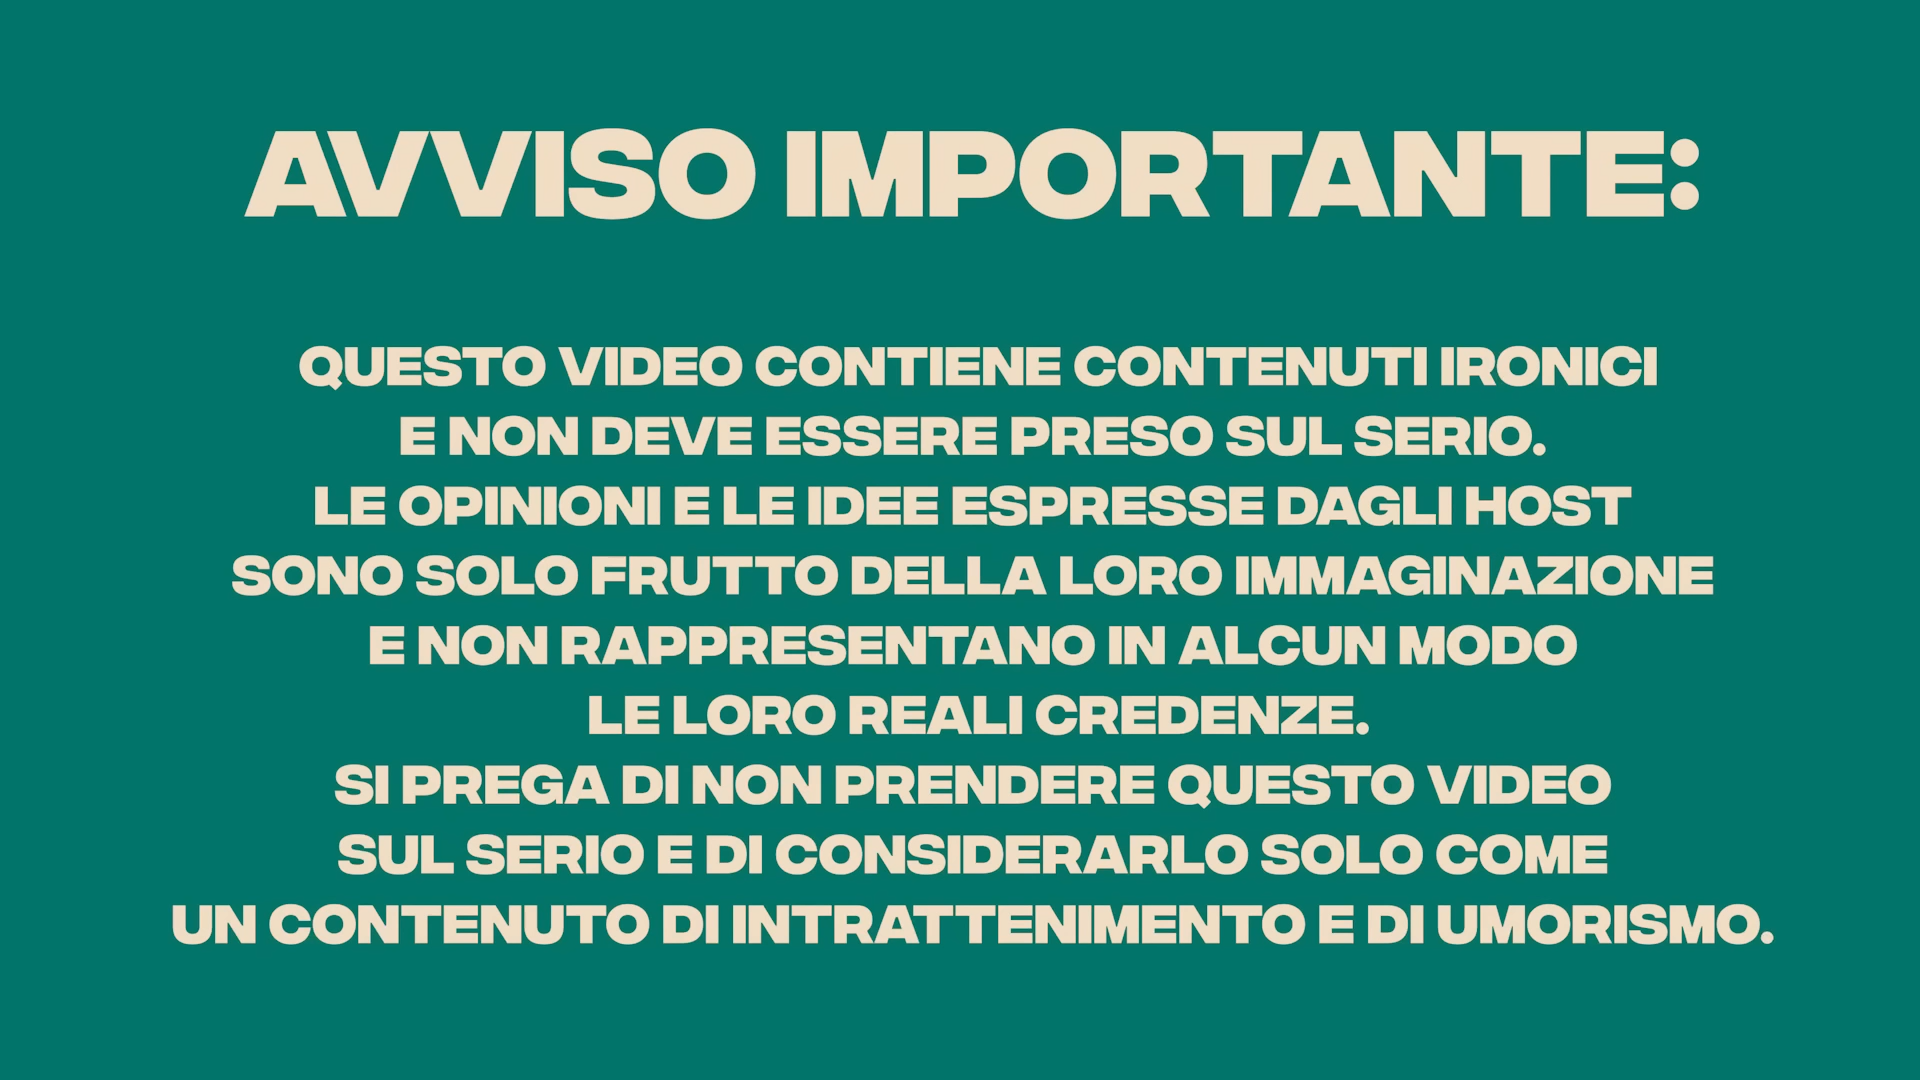 AVVISO IMPORTANTE:
QUESTO VIDEO CONTIENE CONTENUTI IRONICI
E NON DEVE ESSERE PRESO SUL SERIO.
LE OPINIONI E LE IDEE ESPRESSE DAGLI HOST
SONO SOLO FRUTTO DELLA LORO IMMAGINAZIONE
E NON RAPPRESENTANO IN ALCUN MODO
LE LORO REALI CREDENZE.
SI PREGA DI NON PRENDERE QUESTO VIDEO
SUL SERIO E DI CONSIDERARLO SOLO COME
UN CONTENUTO DI INTRATTENIMENTO E DI UMORISMO.